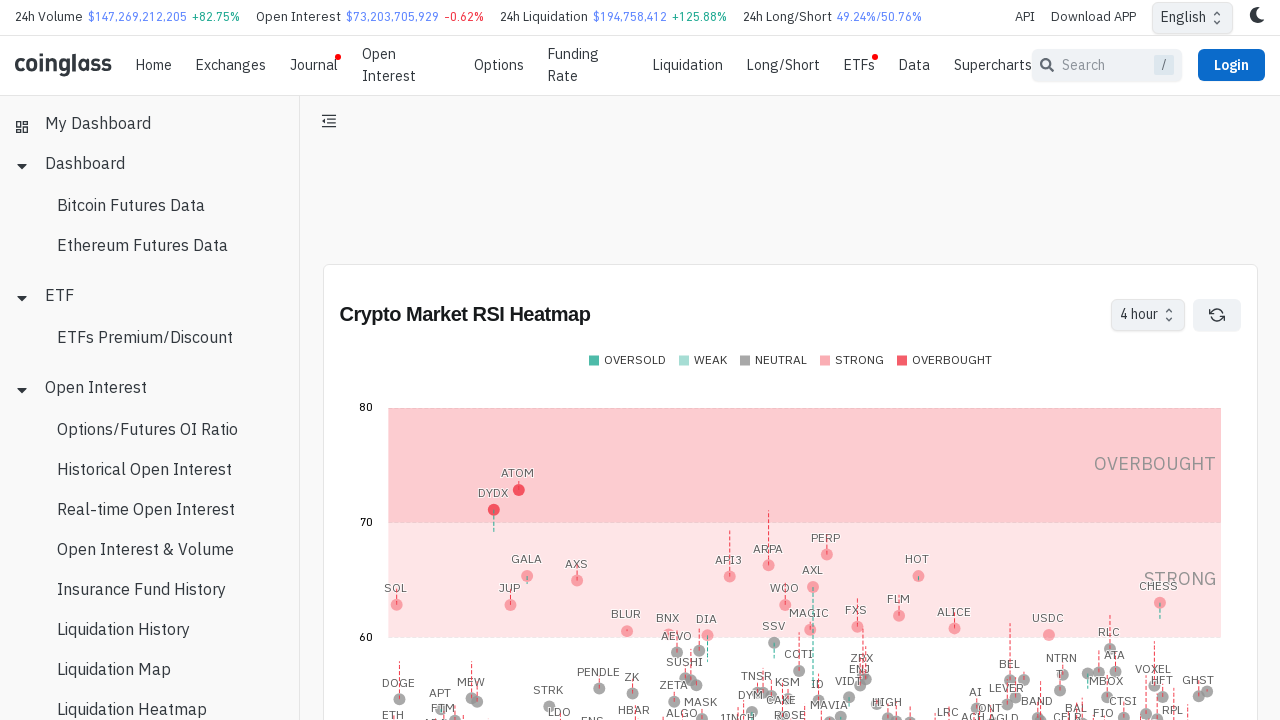 24h Volume $147,269,212,205 +82.75% Open Interest $73,203,705,929 -0.62% 24h Liquidation $194,758,412 +125.88% 24h Long/Short 49.24%/50.76% API Download APP English
coinglass Home Exchanges Journal Open Interest Options Funding Rate Liquidation Long/Short ETFs Data Supercharts Search / Login
My Dashboard
Dashboard
Bitcoin Futures Data
Ethereum Futures Data
ETF
ETFs Premium/Discount
Open Interest
Options/Futures OI Ratio
Historical Open Interest
Real-time Open Interest
Open Interest & Volume
Insurance Fund History
Liquidation History
Liquidation Map
Liquidation Heatmap
Crypto Market RSI Heatmap 4 hour
OVERSOLD WEAK NEUTRAL STRONG OVERBOUGHT
80
OVERBOUGHT
ATOM
DYDX
70
PERP
ARPA
GALA API3 HOT
AXS AXL
STRONG
SOL JUP WOO CHESS
FLM
BLUR BNX DIA MAGIC FXS ALICE USDC
SSV
60
AEVO RLC
SUSHI COTI ZRX NTRN ATA
BEL
PENDLE ZK TNSR ENJ VOXEL
DOGE MEW ZETA KSM ID VIDT MBOX HFT GHST
STRK LEVER
APT DYM AI
FTM MASK CAKE MAVIA HIGH BAND CTSI
ETH LDO HBAR ALGO ROSE LRC BAL FIO RPL